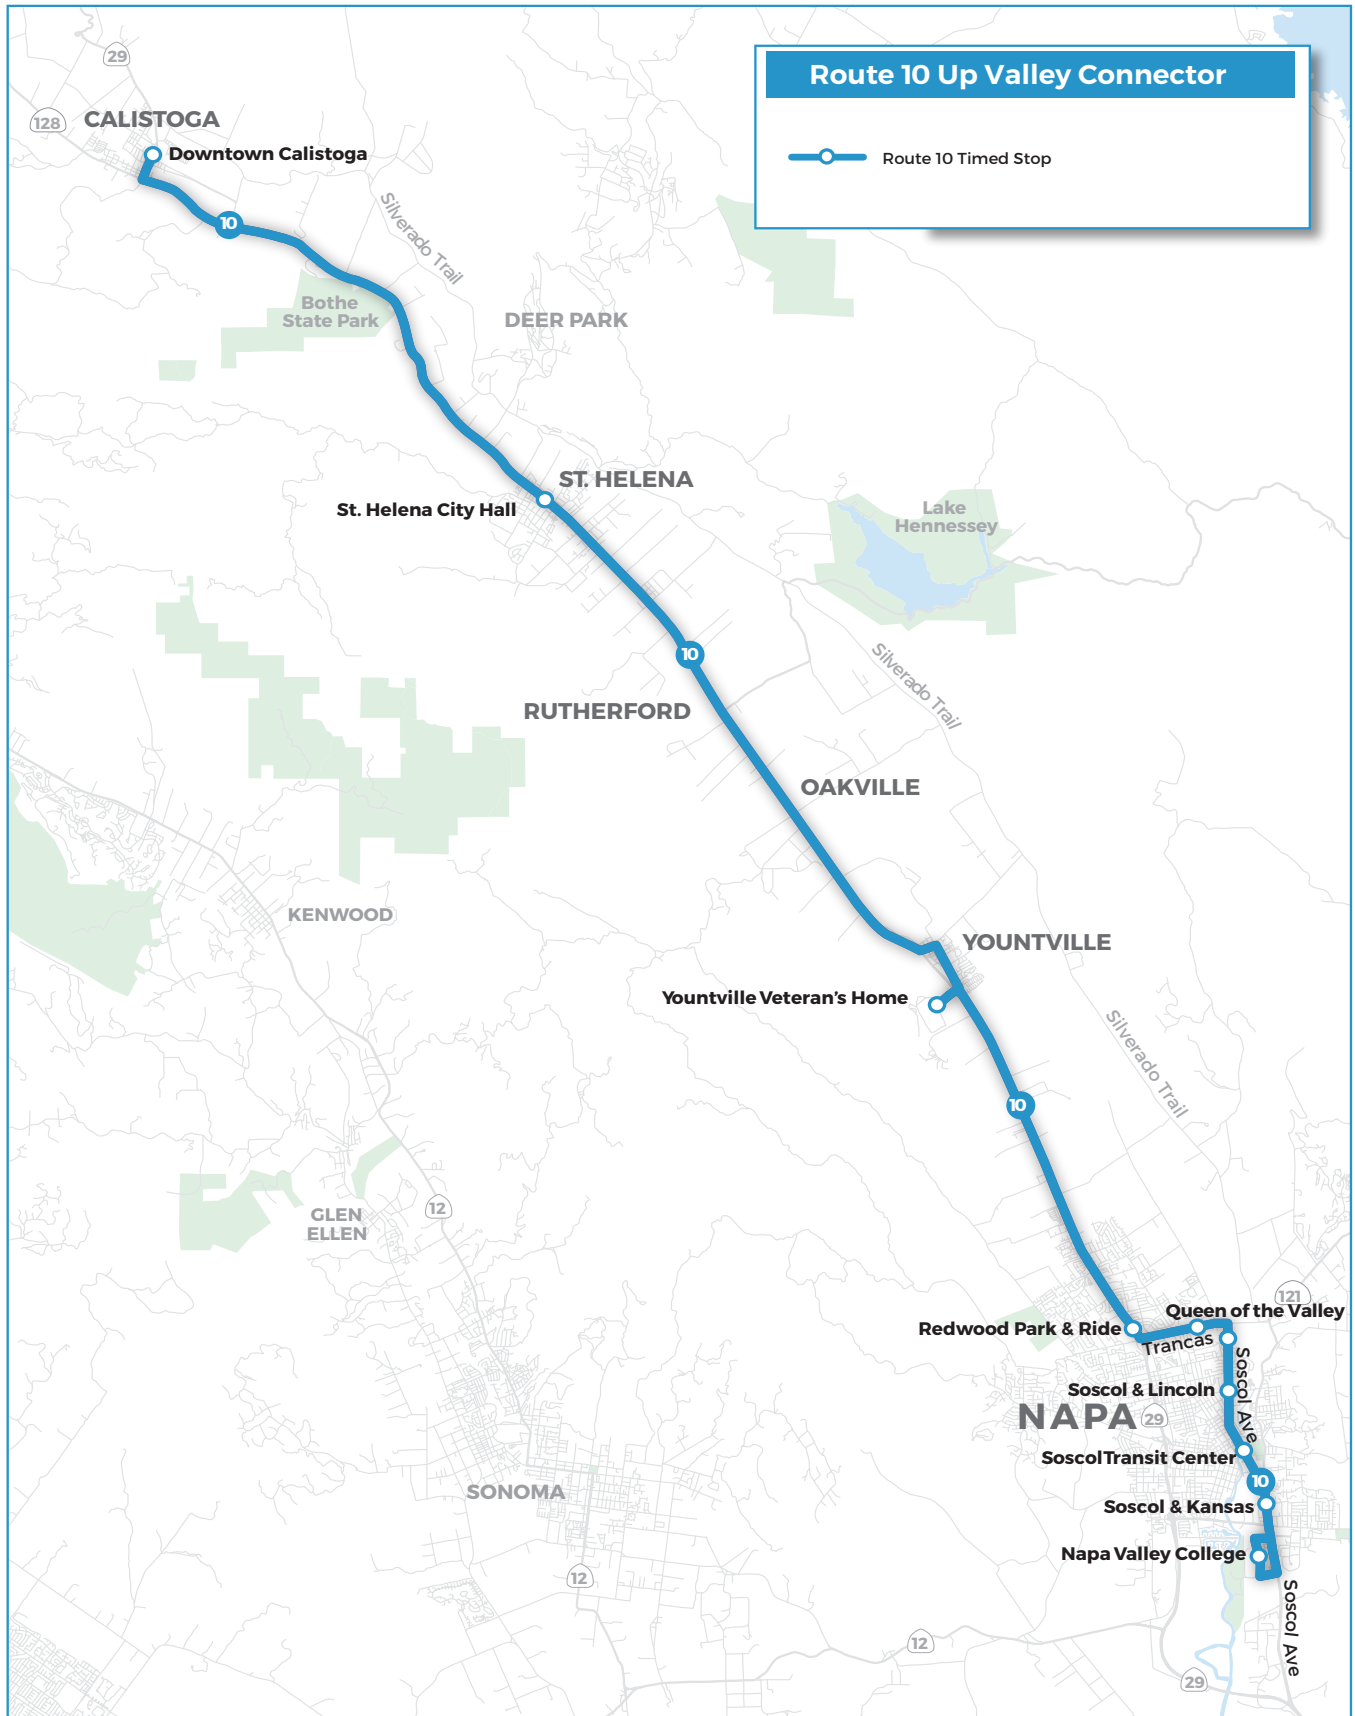 Route 10 Up Valley Connector
Route 10 Timed Stop
29
128
CALISTOGA
Downtown Calistoga
10
Silverado Trail
Bothe
State Park
DEER PARK
ST. HELENA
St. Helena City Hall
Lake
Hennessey
10
Silverado Trail
RUTHERFORD
OAKVILLE
KENWOOD
YOUNTVILLE
Yountville Veteran's Home
Silverado Trail
10
GLEN
ELLEN
12
121
Queen of the Valley
Redwood Park & Ride
Trancas
Soscol Ave
Soscol & Lincoln
NAPA
29
SoscolTransit Center
10
SONOMA
Soscol & Kansas
Napa Valley College
12
Soscol Ave
12
29